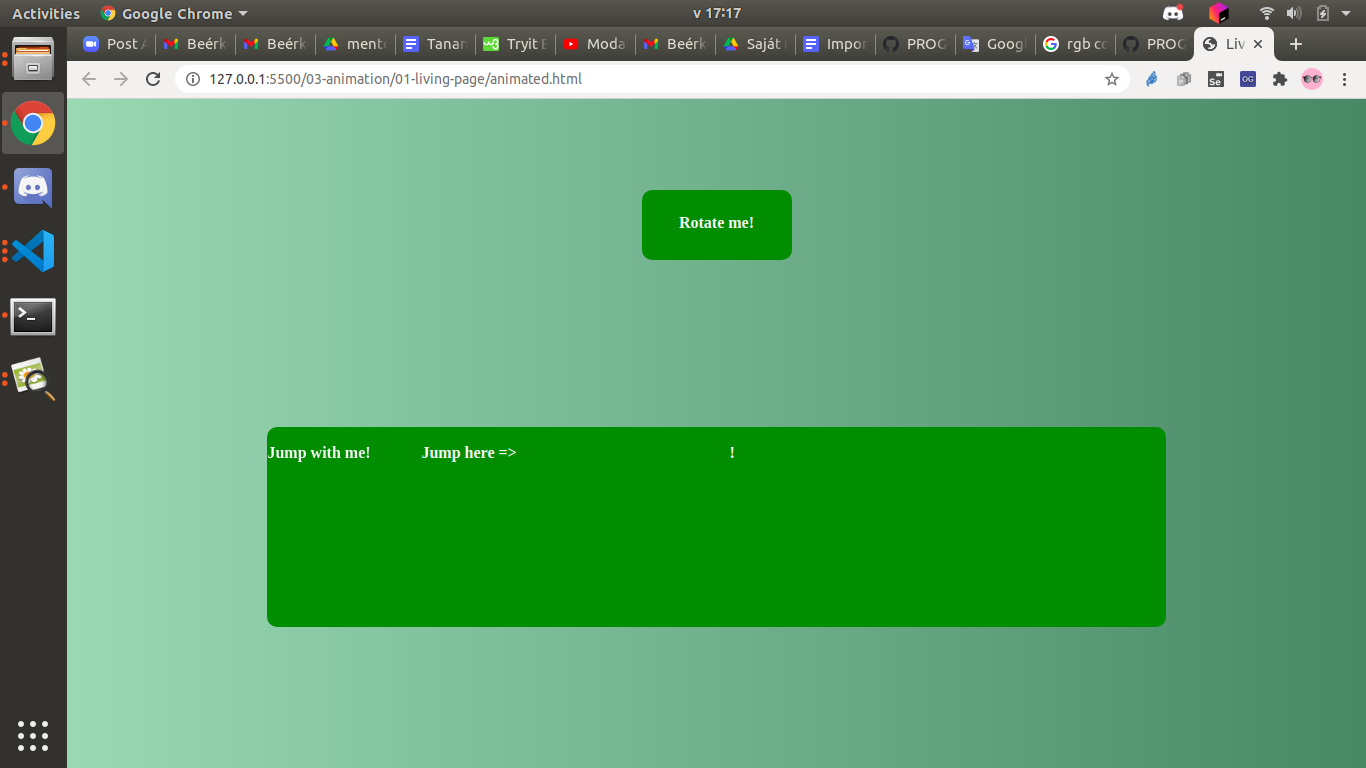 Activities Google Chrome v 17:17
Post A Beérk Beérk ment Tanan Tryit E Moda Beérk Saját Impor PROG Googl rgb co PROG Liv
127.0.0.1:5500/03-animation/01-living-page/animated.html Se OG
Rotate me!
Jump with me! Jump here => !